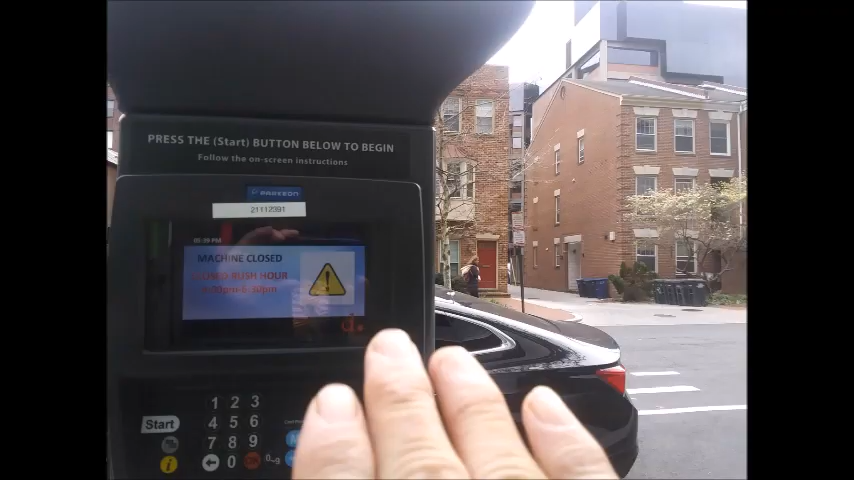 PRESS THE (Start) BUTTON BELOW TO BEGIN
Follow the on-screen instructions
PARKEON
21112091
MACHINE CLOSED
CLOSED RUSH HOUR
d.
1 2 3
Start 4 5 6
7 8 9
i 0